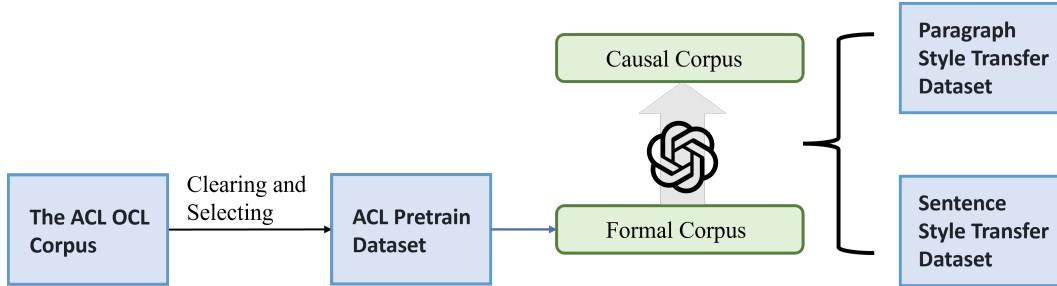 The ACL OCL
Corpus
Clearing and
Selecting
ACL Pretrain
Dataset
Causal Corpus
Formal Corpus
Paragraph
Style Transfer
Dataset
Sentence
Style Transfer
Dataset